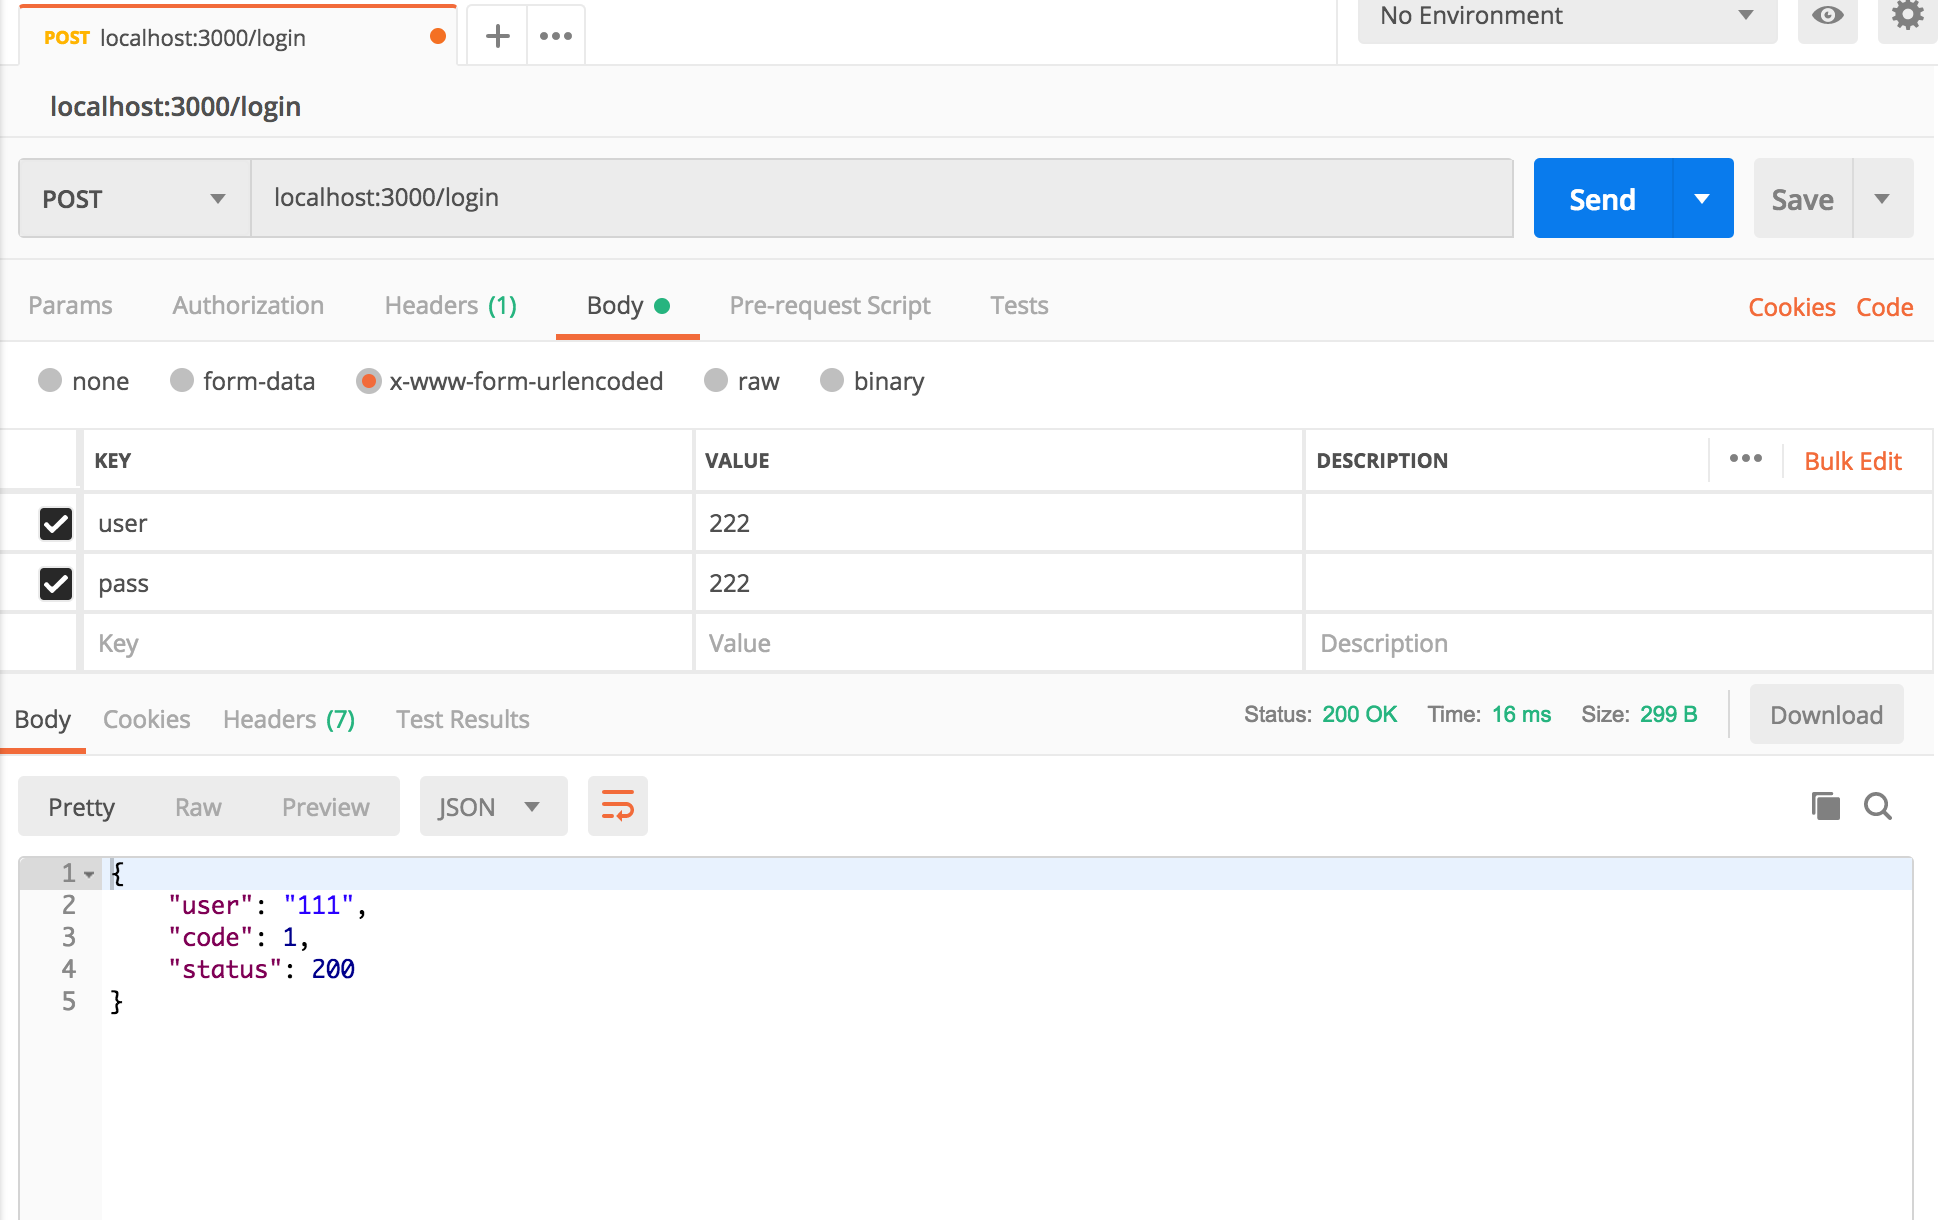 POST localhost:3000/login
No Environment
localhost:3000/login
POST localhost:3000/login Send Save
Params Authorization Headers (1) Body Pre-request Script Tests Cookies Code
none form-data x-www-form-urlencoded raw binary
KEY VALUE DESCRIPTION Bulk Edit
user 222
pass 222
Key Value Description
Body Cookies Headers (7) Test Results Status: 200 OK Time: 16 ms Size: 299 B Download
Pretty Raw Preview JSON
1 {
2 "user": "111",
3 "code": 1,
4 "status": 200
5 }